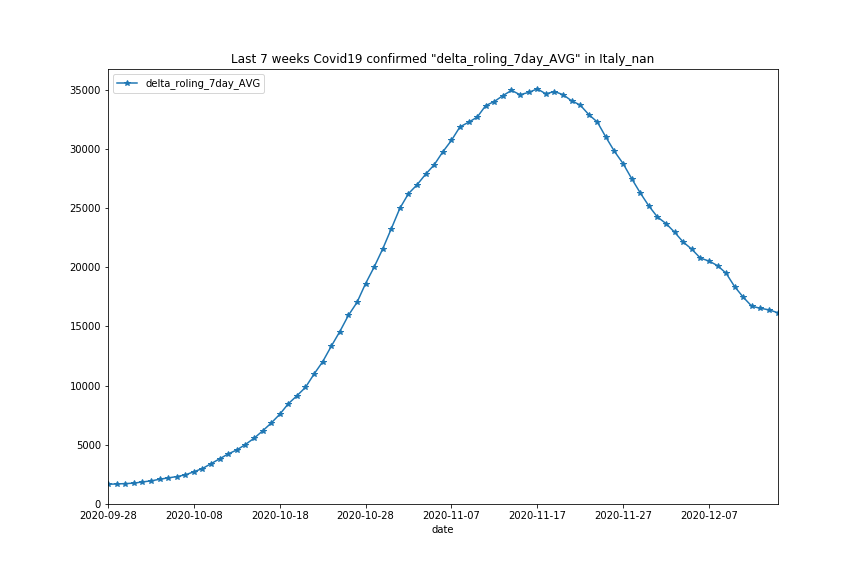 Last 7 weeks Covid19 confirmed "delta_roling_7day_AVG" in Italy_nan
delta_roling_7day_AVG
35000
30000
25000
20000
15000
10000
5000
0
2020-09-28 2020-10-08 2020-10-18 2020-10-28 2020-11-07 2020-11-17 2020-11-27 2020-12-07
date